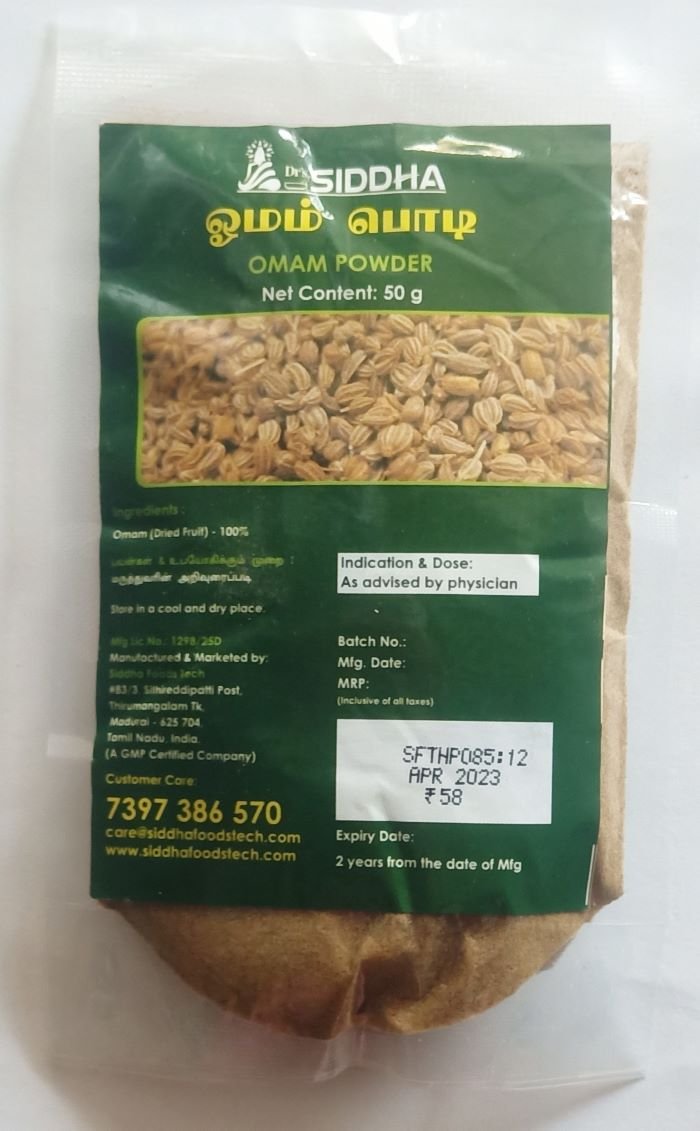 Dr's SIDDHA
ஓமம் பொடி
OMAM POWDER
Net Content: 50 g
Ingredients :
Omam (Dried Fruit) - 100%
பயன்கள் & உபயோகிக்கும் முறை :
மருத்துவரின் அறிவுரைப்படி
Store in a cool and dry place.
Mfg Lic No.: 1298/25D
Manufactured & Marketed by:
Siddha Foods Tech
#B3/3, Sithireddipatti Post,
Thirumangalam Tk,
Madurai - 625 704,
Tamil Nadu, India.
(A GMP Certified Company)
Customer Care:
7397 386 570
care@siddhafoodstech.com
www.siddhafoodstech.com
Indication & Dose:
As advised by physician
Batch No.:
Mfg. Date:
MRP:
(Inclusive of all taxes)
SFTHP085:12
APR 2023
₹58
Expiry Date:
2 years from the date of Mfg